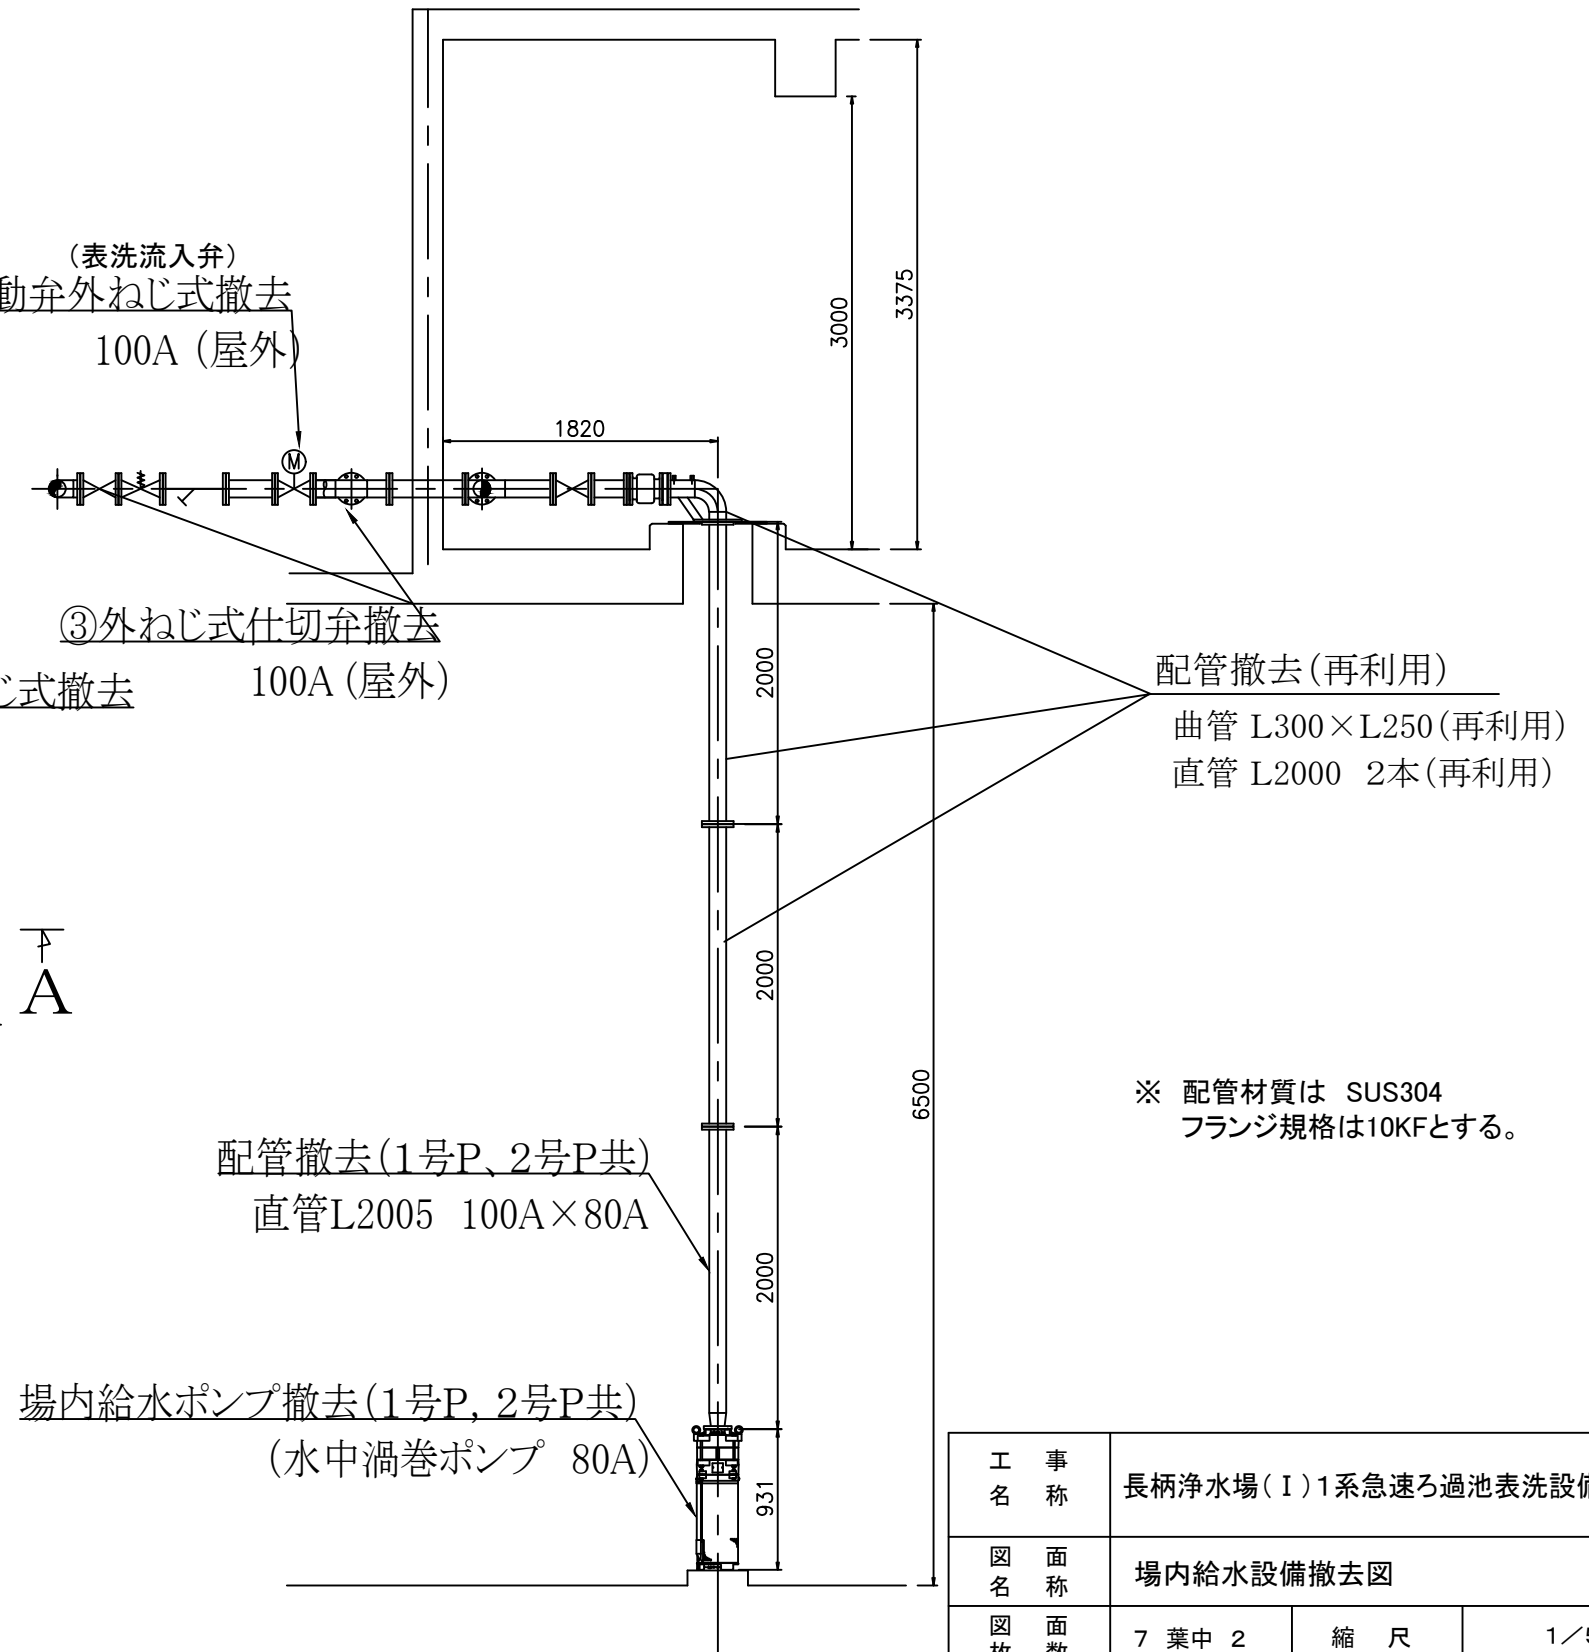 (表洗流入弁)
動弁外ねじ式撤去
100A (屋外)
3000
3375
1820
M
③外ねじ式仕切弁撤去
100A (屋外)
じ式撤去
2000
配管撤去(再利用)
曲管 L300×L250(再利用)
直管 L2000 2本(再利用)
A
2000
6500
※ 配管材質は SUS304
フランジ規格は10KFとする。
配管撤去(1号P、2号P共)
直管L2005 100A×80A
2000
場内給水ポンプ撤去(1号P, 2号P共)
(水中渦巻ポンプ 80A)
931
工事名称 長柄浄水場(Ⅰ)1系急速ろ過池表洗設
図面名称 場内給水設備撤去図
図面 7 葉中 2 縮尺 1/